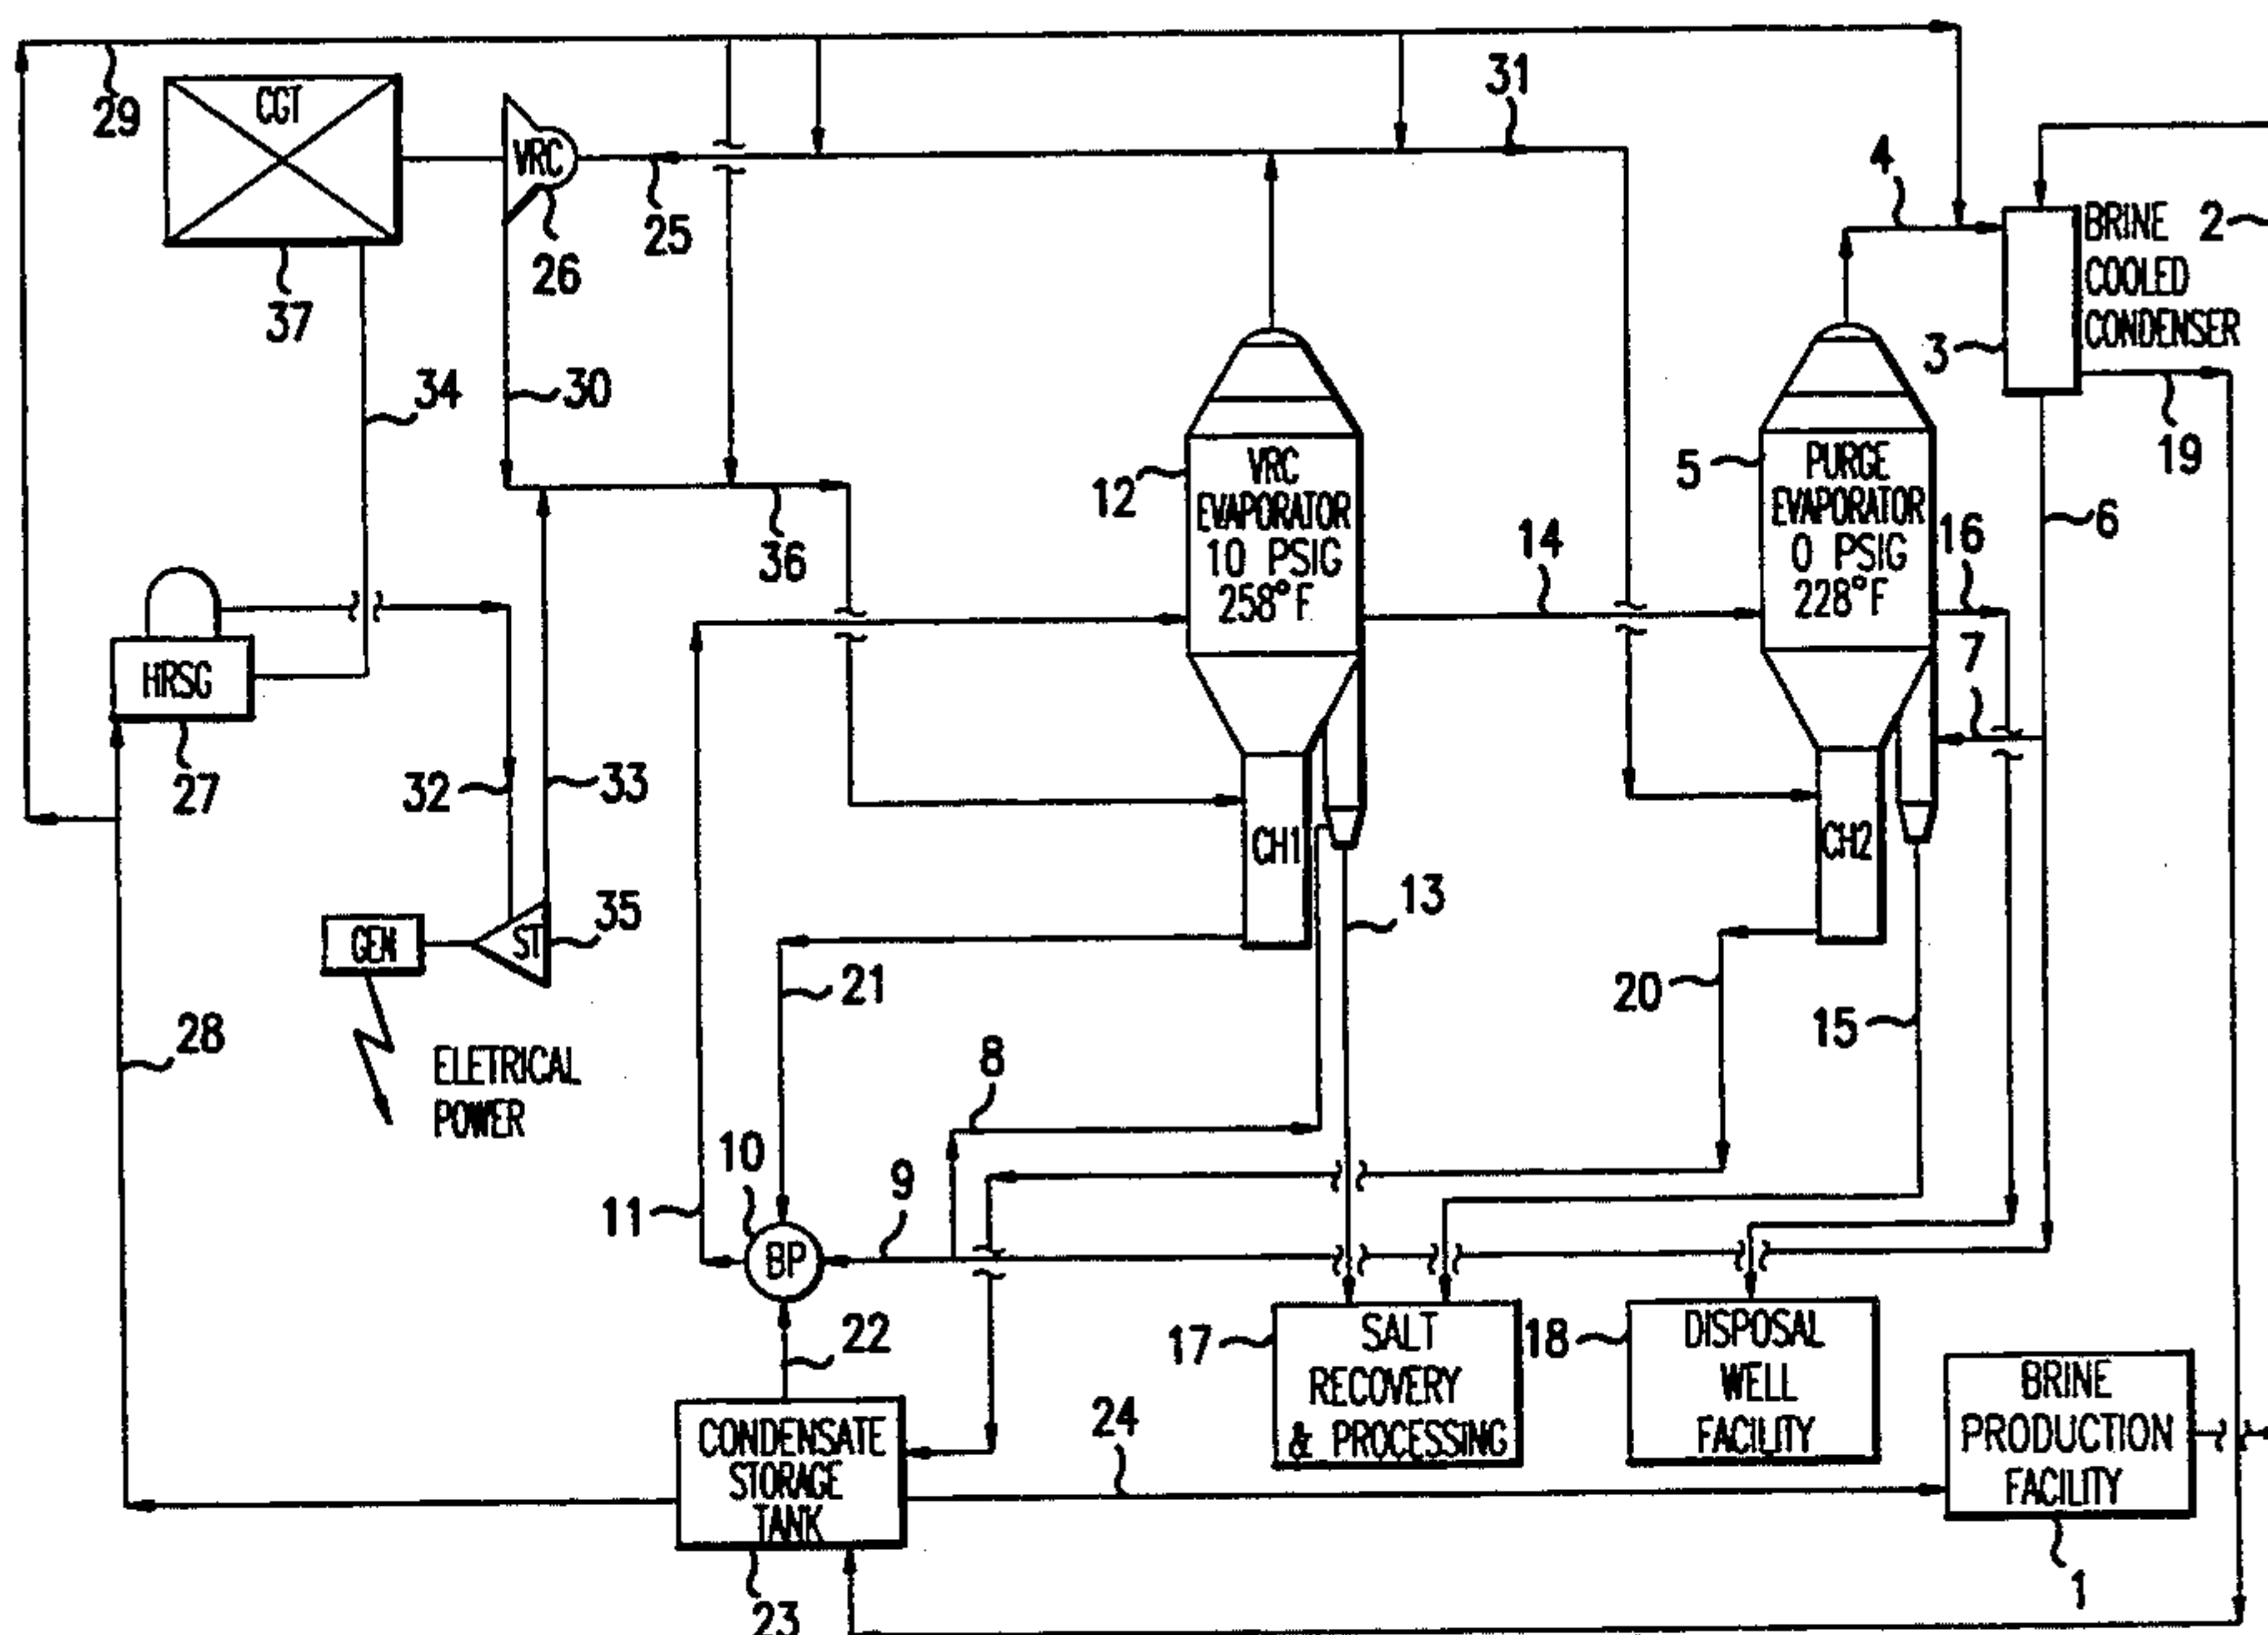 29
CGT
37
VRC
26
25
31
4
2
BRINE
COOLED
CONDENSER
3
19
34
30
36
12
VRC
EVAPORATOR
10 PSIG
258°F
14
5
PURGE
EVAPORATOR
0 PSIG
228°F
16
7
6
HRSG
27
32
33
GEN
ST
35
ELETRICAL
POWER
28
CH1
CH2
13
21
20
15
8
10
9
11
BP
22
17
SALT
RECOVERY
& PROCESSING
18
DISPOSAL
WELL
FACILITY
BRINE
PRODUCTION
FACILITY
1
24
CONDENSATE
STORAGE
TANK
23